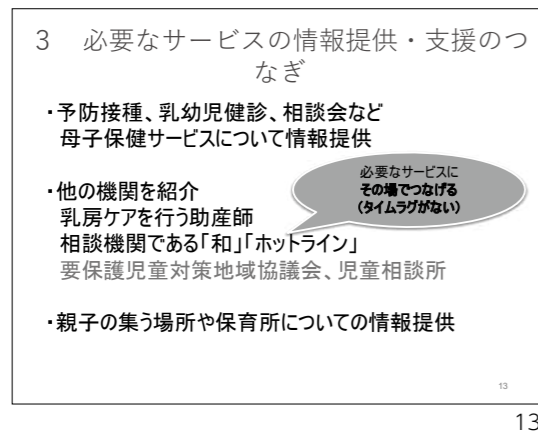 3　必要なサービスの情報提供・支援のつ
なぎ
・予防接種、乳幼児健診、相談会など
母子保健サービスについて情報提供
必要なサービスに
その場でつなげる
（タイムラグがない）
・他の機関を紹介
乳房ケアを行う助産師
相談機関である「和」「ホットライン」
要保護児童対策地域協議会、児童相談所
・親子の集う場所や保育所についての情報提供
13
13